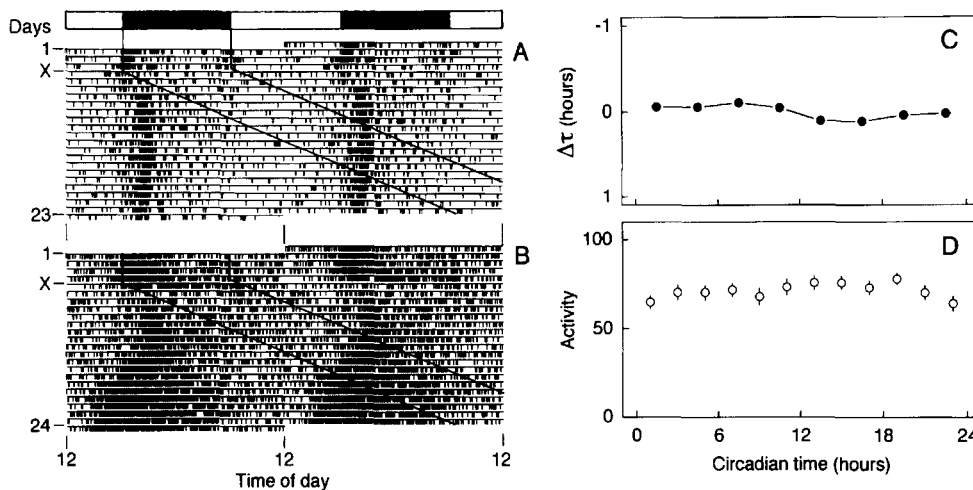 Days
1
X
23
A
1
X
24
B
12
12
12
Time of day
C
-1
0
1
Δτ (hours)
D
100
50
0
Activity
0
6
12
18
24
Circadian time (hours)